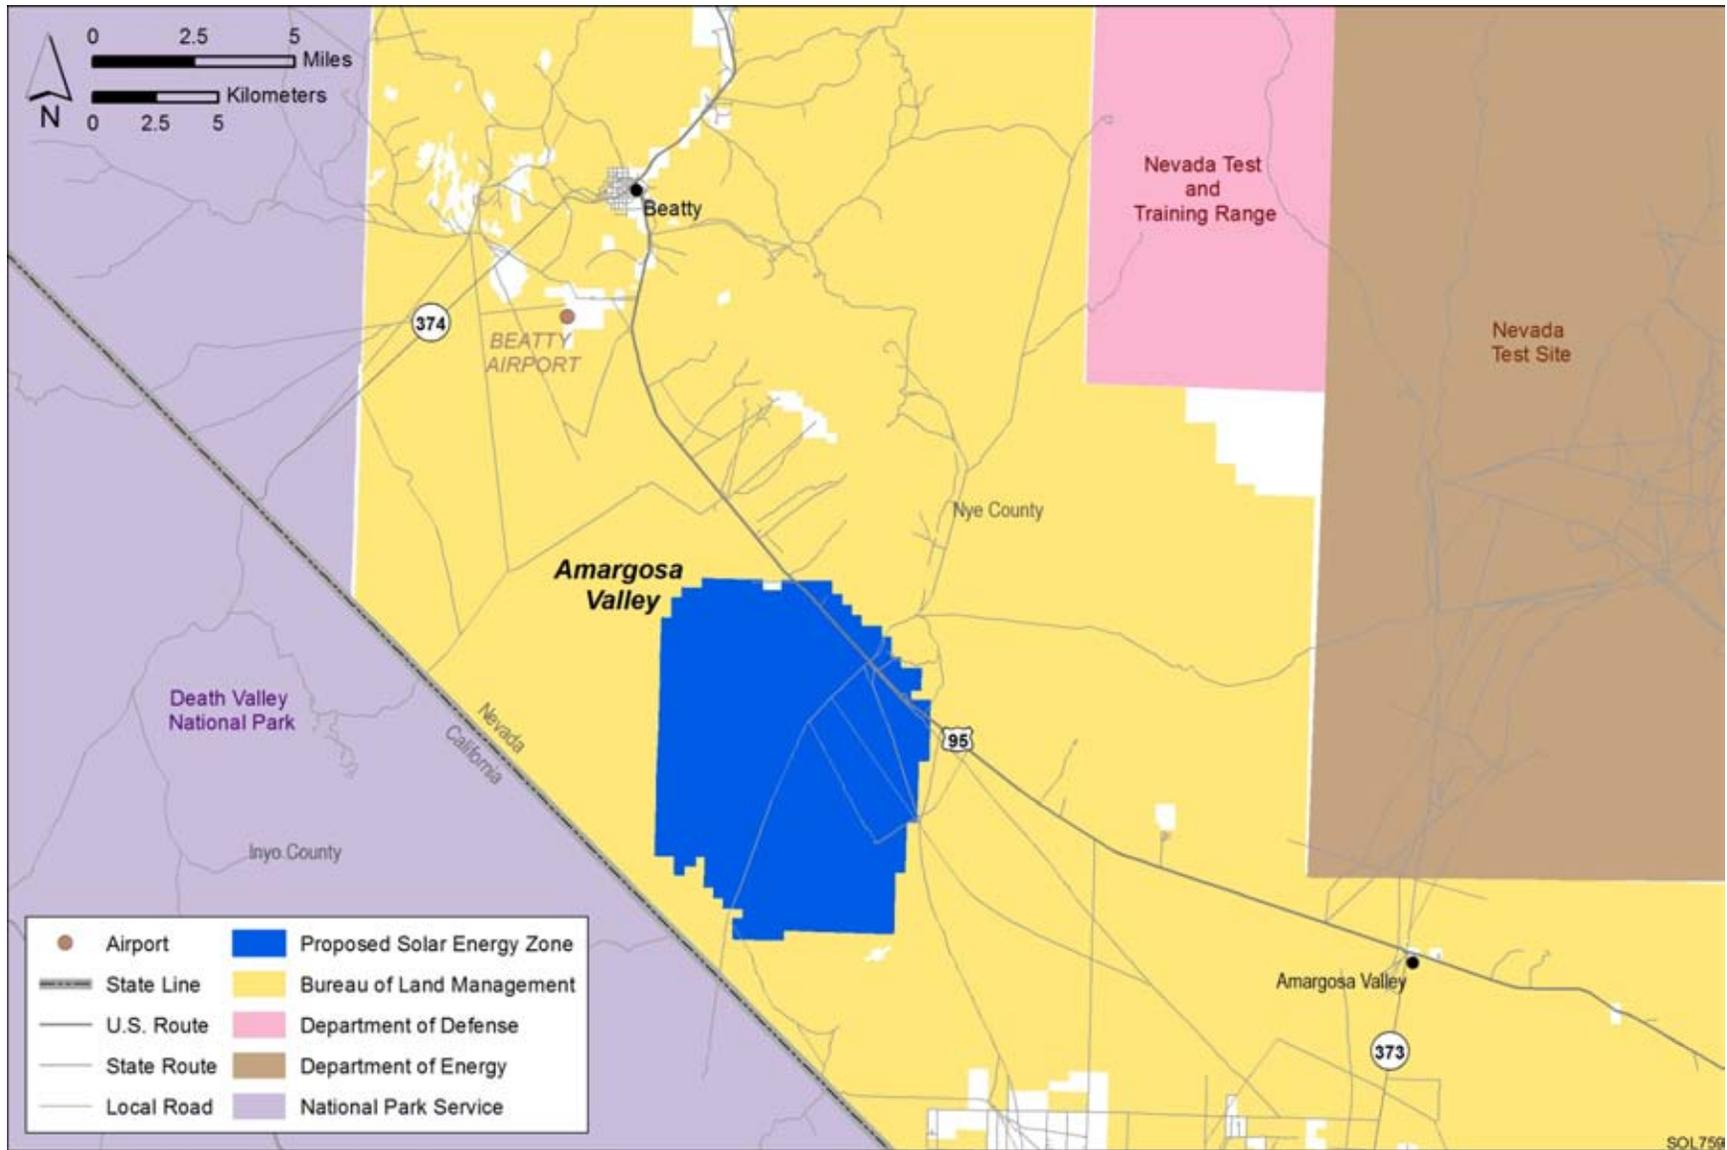 0 2.5 5
Miles
Kilometers
N
0 2.5 5
Beatty
Nevada Test
and
Training Range
374
BEATTY
AIRPORT
Nevada
Test Site
Nye County
Amargosa
Valley
Death Valley
National Park
Nevada
California
95
Inyo County
Amargosa Valley
373
Airport
State Line
U.S. Route
State Route
Local Road
Proposed Solar Energy Zone
Bureau of Land Management
Department of Defense
Department of Energy
National Park Service
SOL759